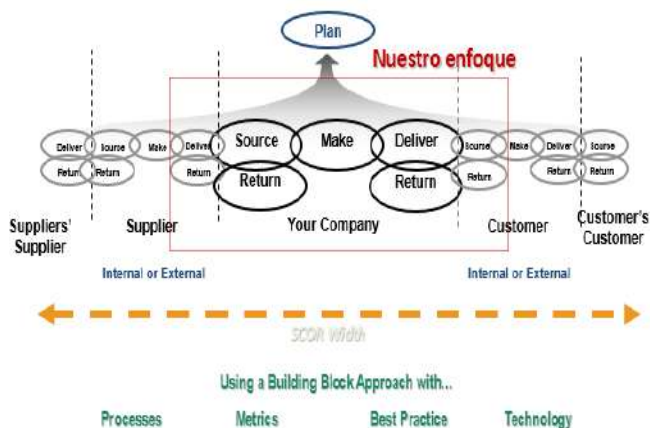 Plan
Nuestro enfoque
Deliver Source Make Deliver Source Make Deliver Source Make Deliver Source
Return Return Return Return Return Return Return Return
Suppliers' Supplier Your Company Customer Customer's
Supplier Customer
Internal or External Internal or External
SCOR Width
Using a Building Block Approach with...
Processes Metrics Best Practice Technology